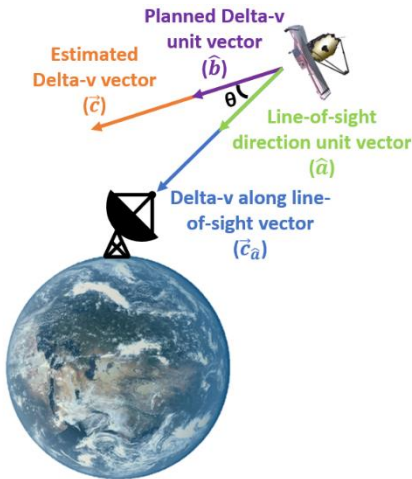 Planned Delta-v
unit vector
(b̂)
Estimated
Delta-v vector
(c⃗)
θ
Line-of-sight
direction unit vector
(â)
Delta-v along line-
of-sight vector
(c⃗_â)